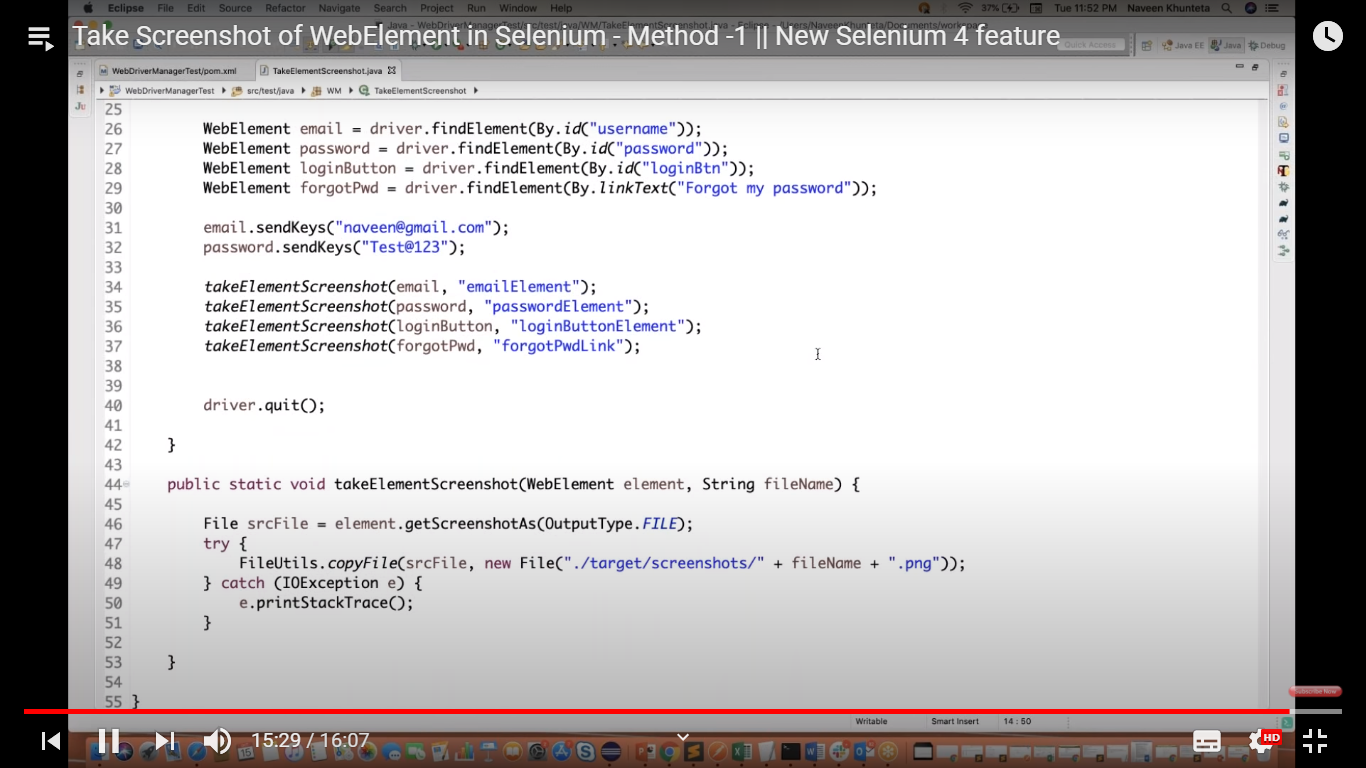 Eclipse File Edit Source Refactor Navigate Search Project Run Window Help 37% Tue 11:52 PM Naveen Khunteta
Take Screenshot of WebElement in Selenium - Method -1 || New Selenium 4 feature
Quick Access Java EE Java Debug
WebDriverManagerTest/pom.xml TakeElementScreenshot.java
WebDriverManagerTest src/test/java WM TakeElementScreenshot
25
26 WebElement email = driver.findElement(By.id("username"));
27 WebElement password = driver.findElement(By.id("password"));
28 WebElement loginButton = driver.findElement(By.id("loginBtn"));
29 WebElement forgotPwd = driver.findElement(By.linkText("Forgot my password"));
30
31 email.sendKeys("naveen@gmail.com");
32 password.sendKeys("Test@123");
33
34 takeElementScreenshot(email, "emailElement");
35 takeElementScreenshot(password, "passwordElement");
36 takeElementScreenshot(loginButton, "loginButtonElement");
37 takeElementScreenshot(forgotPwd, "forgotPwdLink");
38
39
40 driver.quit();
41
42 }
43
44 public static void takeElementScreenshot(WebElement element, String fileName) {
45
46 File srcFile = element.getScreenshotAs(OutputType.FILE);
47 try {
48 FileUtils.copyFile(srcFile, new File("./target/screenshots/" + fileName + ".png"));
49 } catch (IOException e) {
50 e.printStackTrace();
51 }
52
53 }
54
55 }
Subscribe Now
Writable Smart Insert 14 : 50
15:29 / 16:07 HD